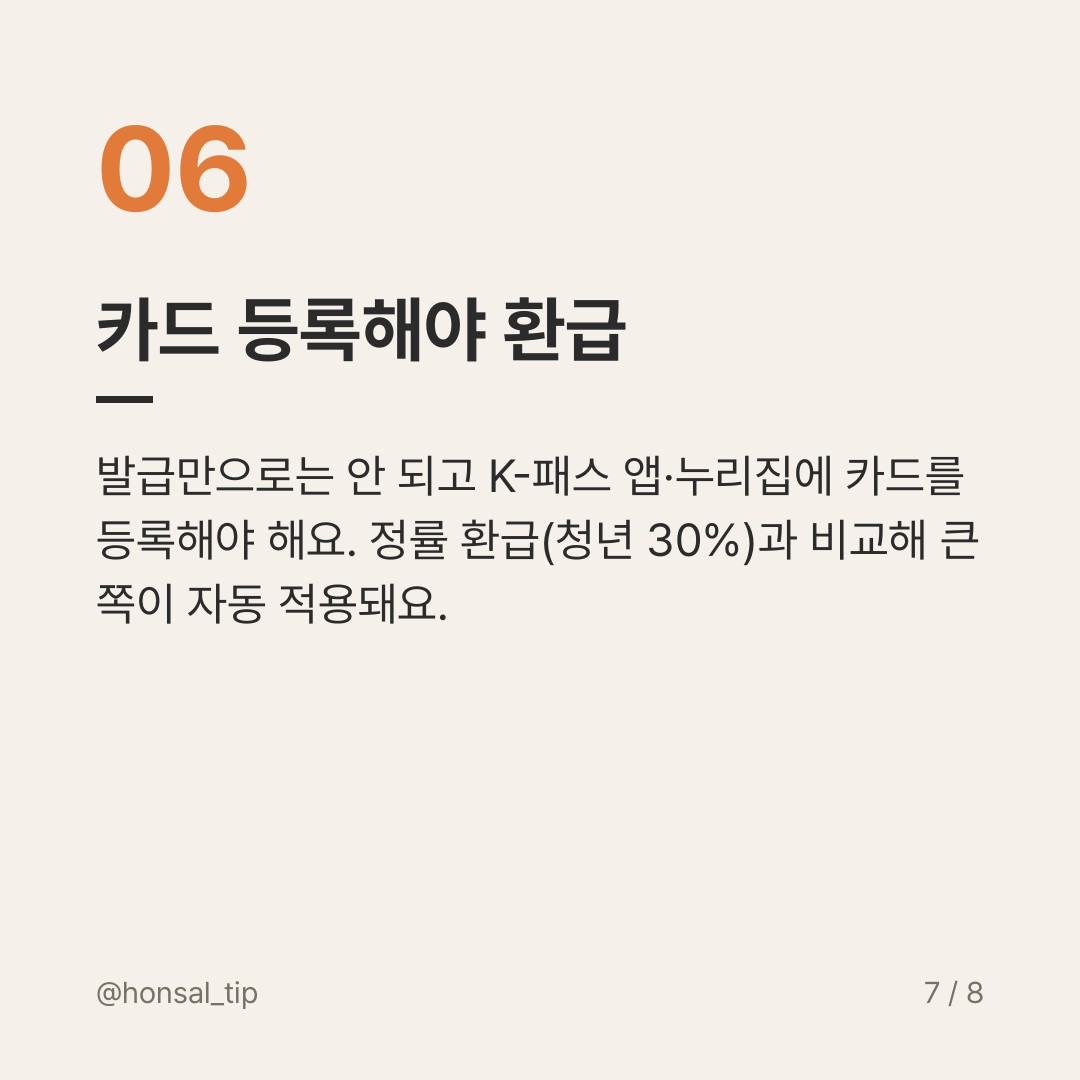 06
카드 등록해야 환급
발급만으로는 안 되고 K-패스 앱·누리집에 카드를
등록해야 해요. 정률 환급(청년 30%)과 비교해 큰
쪽이 자동 적용돼요.
@honsal_tip
7 / 8